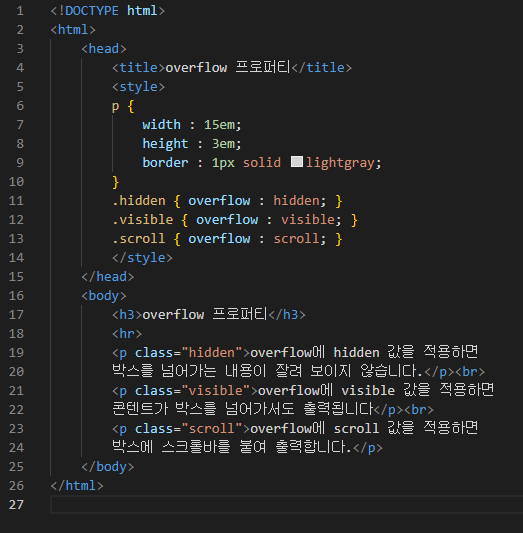 1 <!DOCTYPE html>
2 <html>
3 <head>
4 <title>overflow 프로퍼티</title>
5 <style>
6 p {
7 width : 15em;
8 height : 3em;
9 border : 1px solid lightgray;
10 }
11 .hidden { overflow : hidden; }
12 .visible { overflow : visible; }
13 .scroll { overflow : scroll; }
14 </style>
15 </head>
16 <body>
17 <h3>overflow 프로퍼티</h3>
18 <hr>
19 <p class="hidden">overflow에 hidden 값을 적용하면
20 박스를 넘어가는 내용이 잘려 보이지 않습니다.</p><br>
21 <p class="visible">overflow에 visible 값을 적용하면
22 콘텐트가 박스를 넘어가서도 출력됩니다</p><br>
23 <p class="scroll">overflow에 scroll 값을 적용하면
24 박스에 스크롤바를 붙여 출력합니다.</p>
25 </body>
26 </html>
27